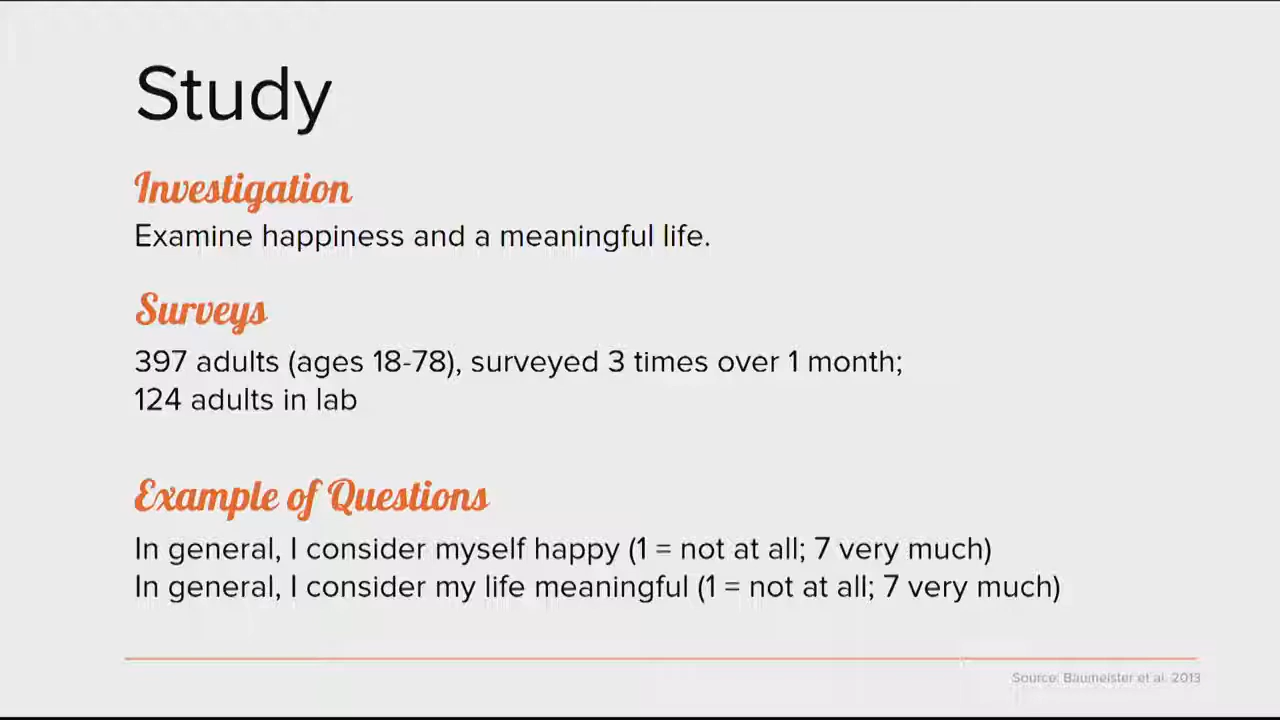 Study
Investigation
Examine happiness and a meaningful life.
Surveys
397 adults (ages 18-78), surveyed 3 times over 1 month;
124 adults in lab
Example of Questions
In general, I consider myself happy (1 = not at all; 7 very much)
In general, I consider my life meaningful (1 = not at all; 7 very much)
Source: Baumeister et al. 2013